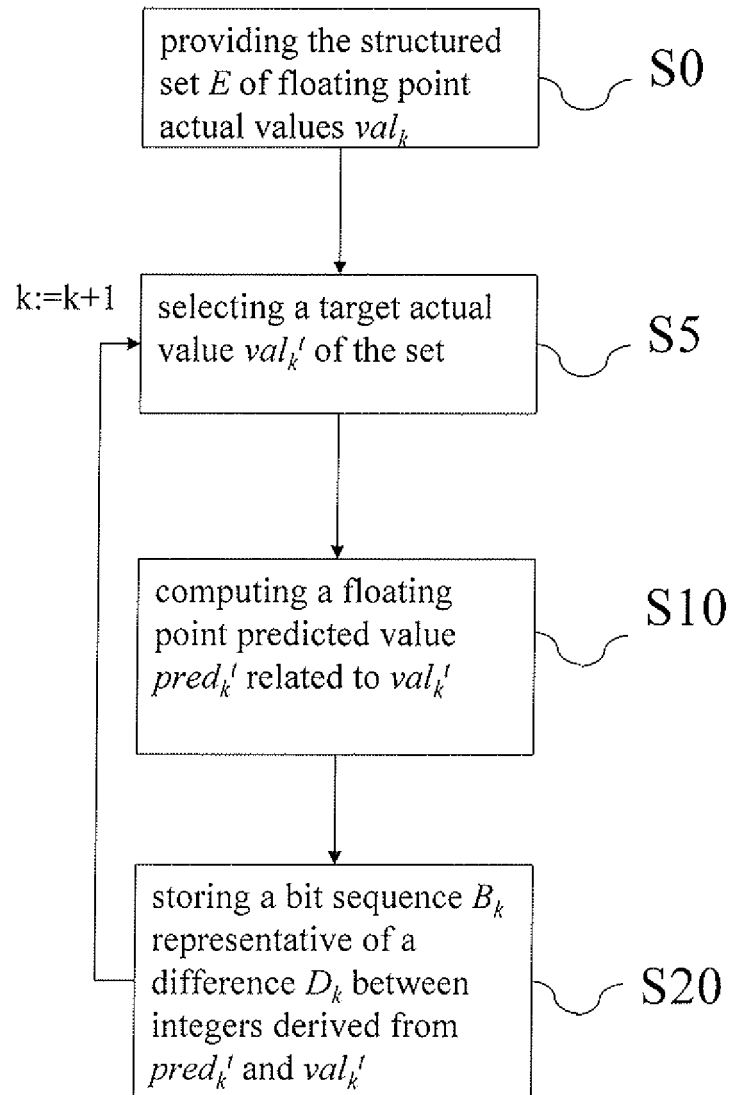 providing the structured
set E of floating point
actual values valₖ
S0
k:=k+1
selecting a target actual
value valₖᵗ of the set
S5
computing a floating
point predicted value
predₖᵗ related to valₖᵗ
S10
storing a bit sequence Bₖ
representative of a
difference Dₖ between
integers derived from
predₖᵗ and valₖᵗ
S20